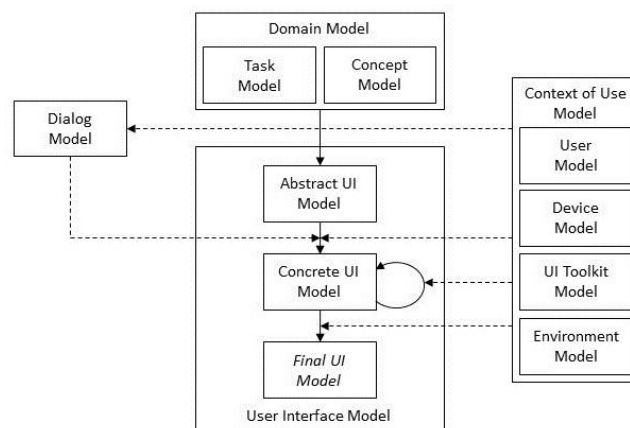 Domain Model
Task
Model
Concept
Model
Context of Use
Model
Dialog
Model
User
Model
Abstract UI
Model
Device
Model
Concrete UI
Model
UI Toolkit
Model
Environment
Model
Final UI
Model
User Interface Model